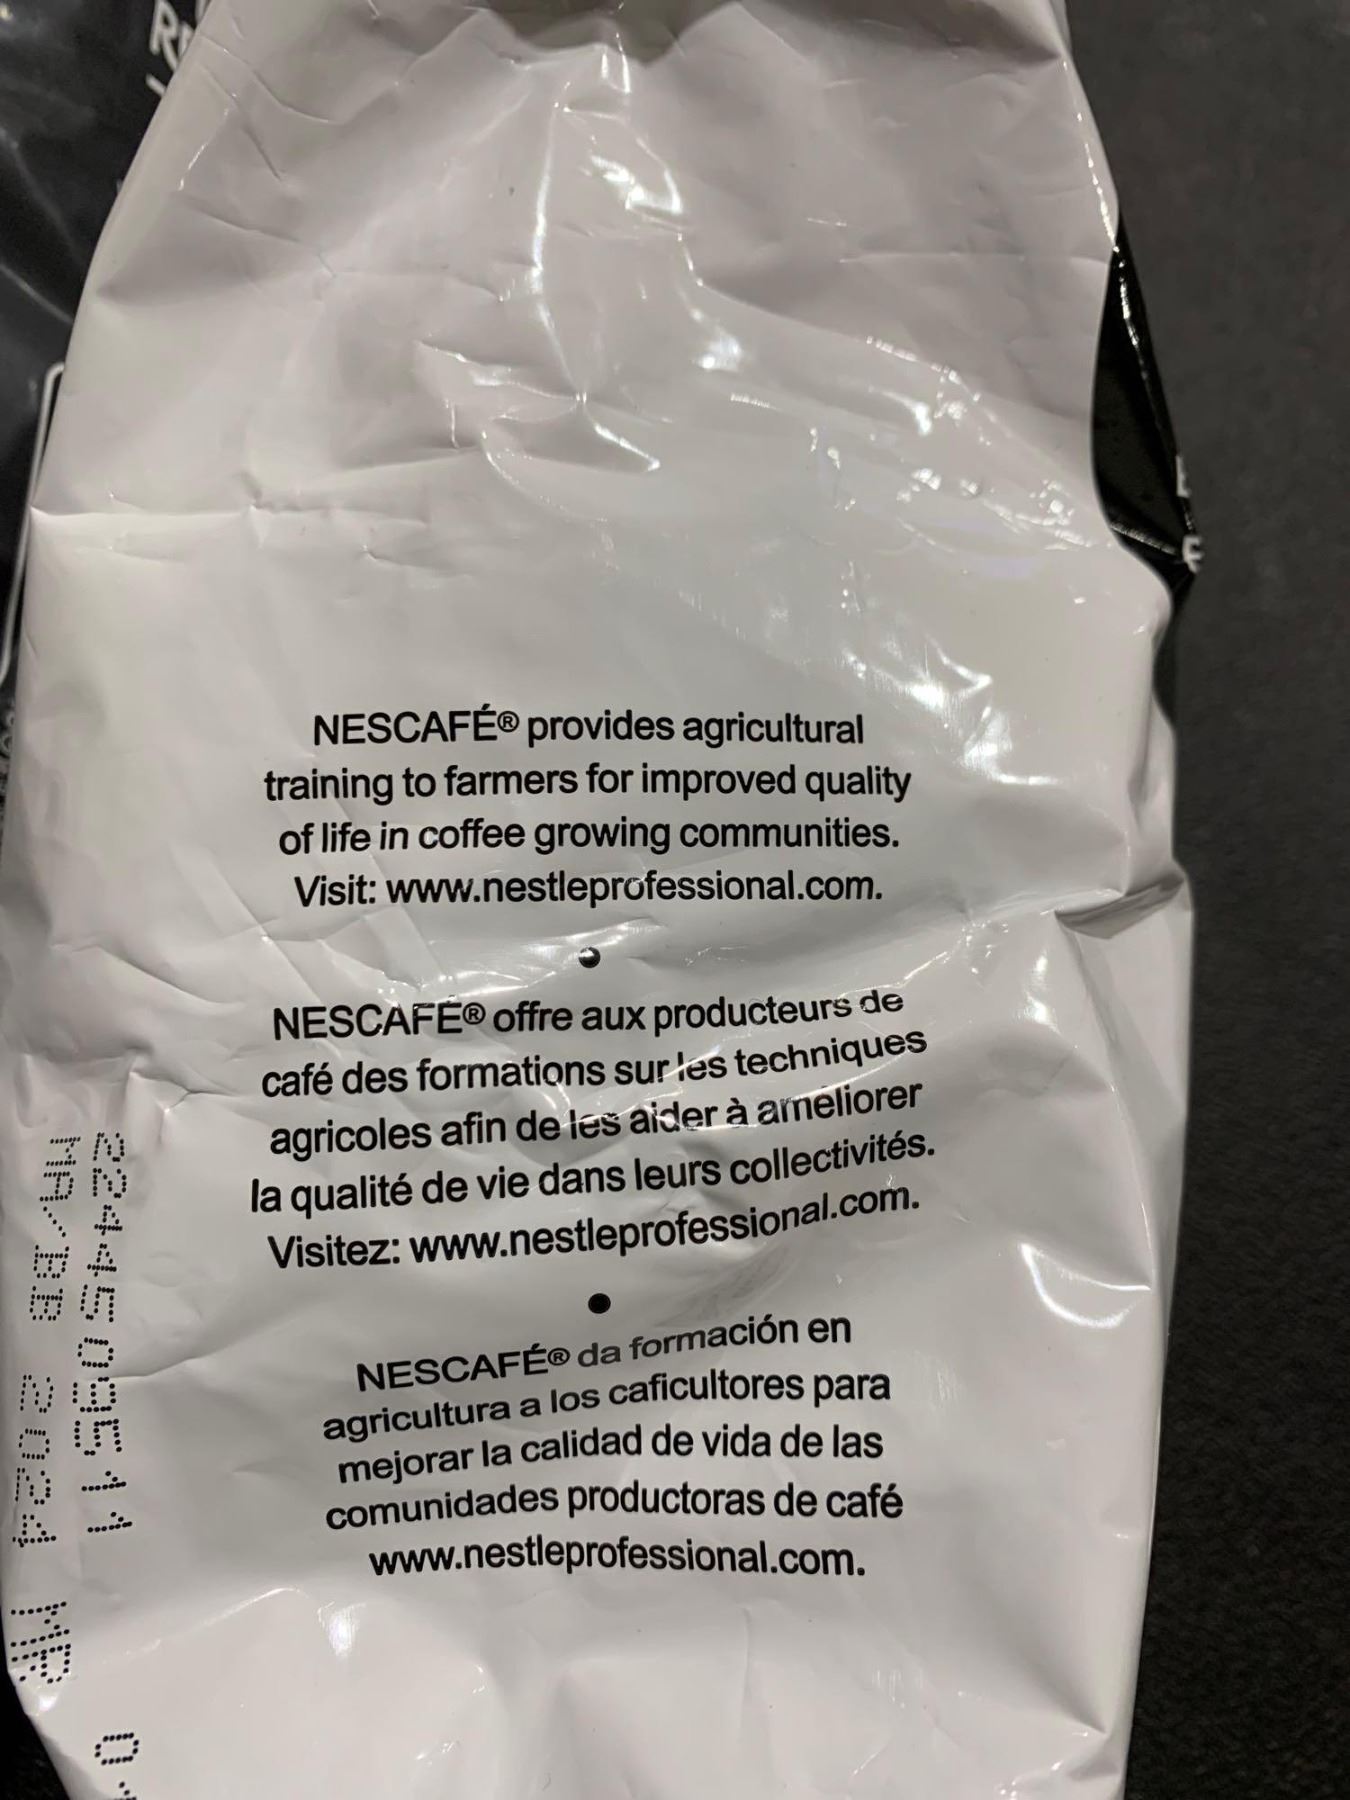 NESCAFÉ® provides agricultural
training to farmers for improved quality
of life in coffee growing communities.
Visit: www.nestleprofessional.com.
NESCAFÉ® offre aux producteurs de
café des formations sur les techniques
agricoles afin de les aider à améliorer
la qualité de vie dans leurs collectivités.
Visitez: www.nestleprofessional.com.
NESCAFÉ® da formación en
agricultura a los caficultores para
mejorar la calidad de vida de las
comunidades productoras de café
www.nestleprofessional.com.
2244509511
MA/BB 2024